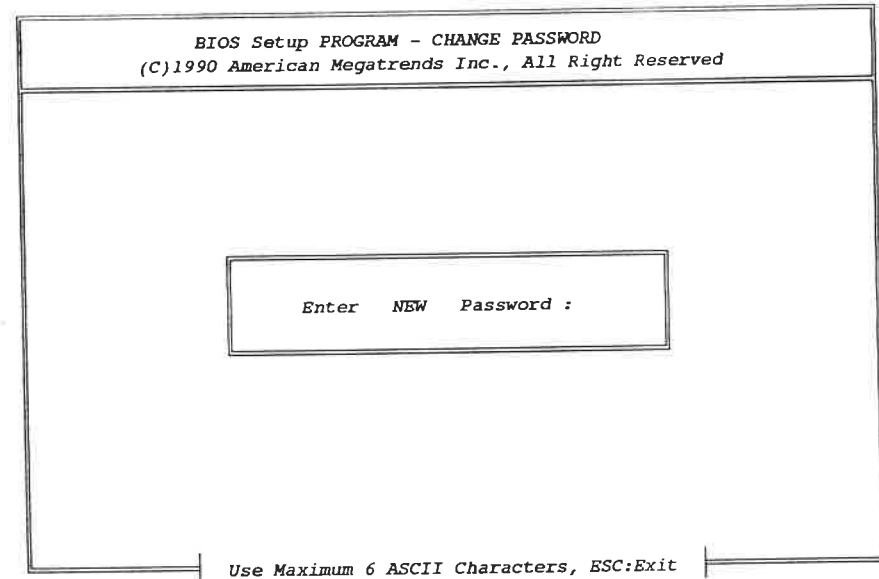 BIOS Setup PROGRAM - CHANGE PASSWORD
(C)1990 American Megatrends Inc., All Right Reserved
Enter NEW Password :
Use Maximum 6 ASCII Characters, ESC:Exit